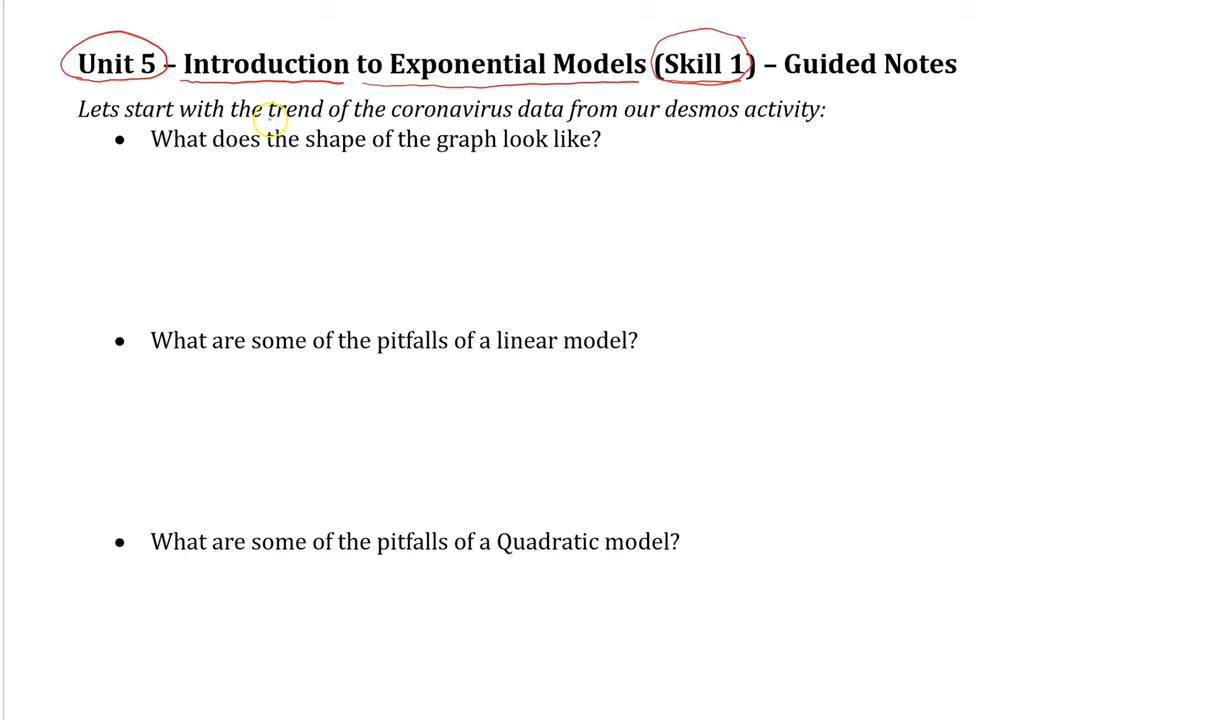 Unit 5 – Introduction to Exponential Models (Skill 1) – Guided Notes
Lets start with the trend of the coronavirus data from our desmos activity:
• What does the shape of the graph look like?
• What are some of the pitfalls of a linear model?
• What are some of the pitfalls of a Quadratic model?